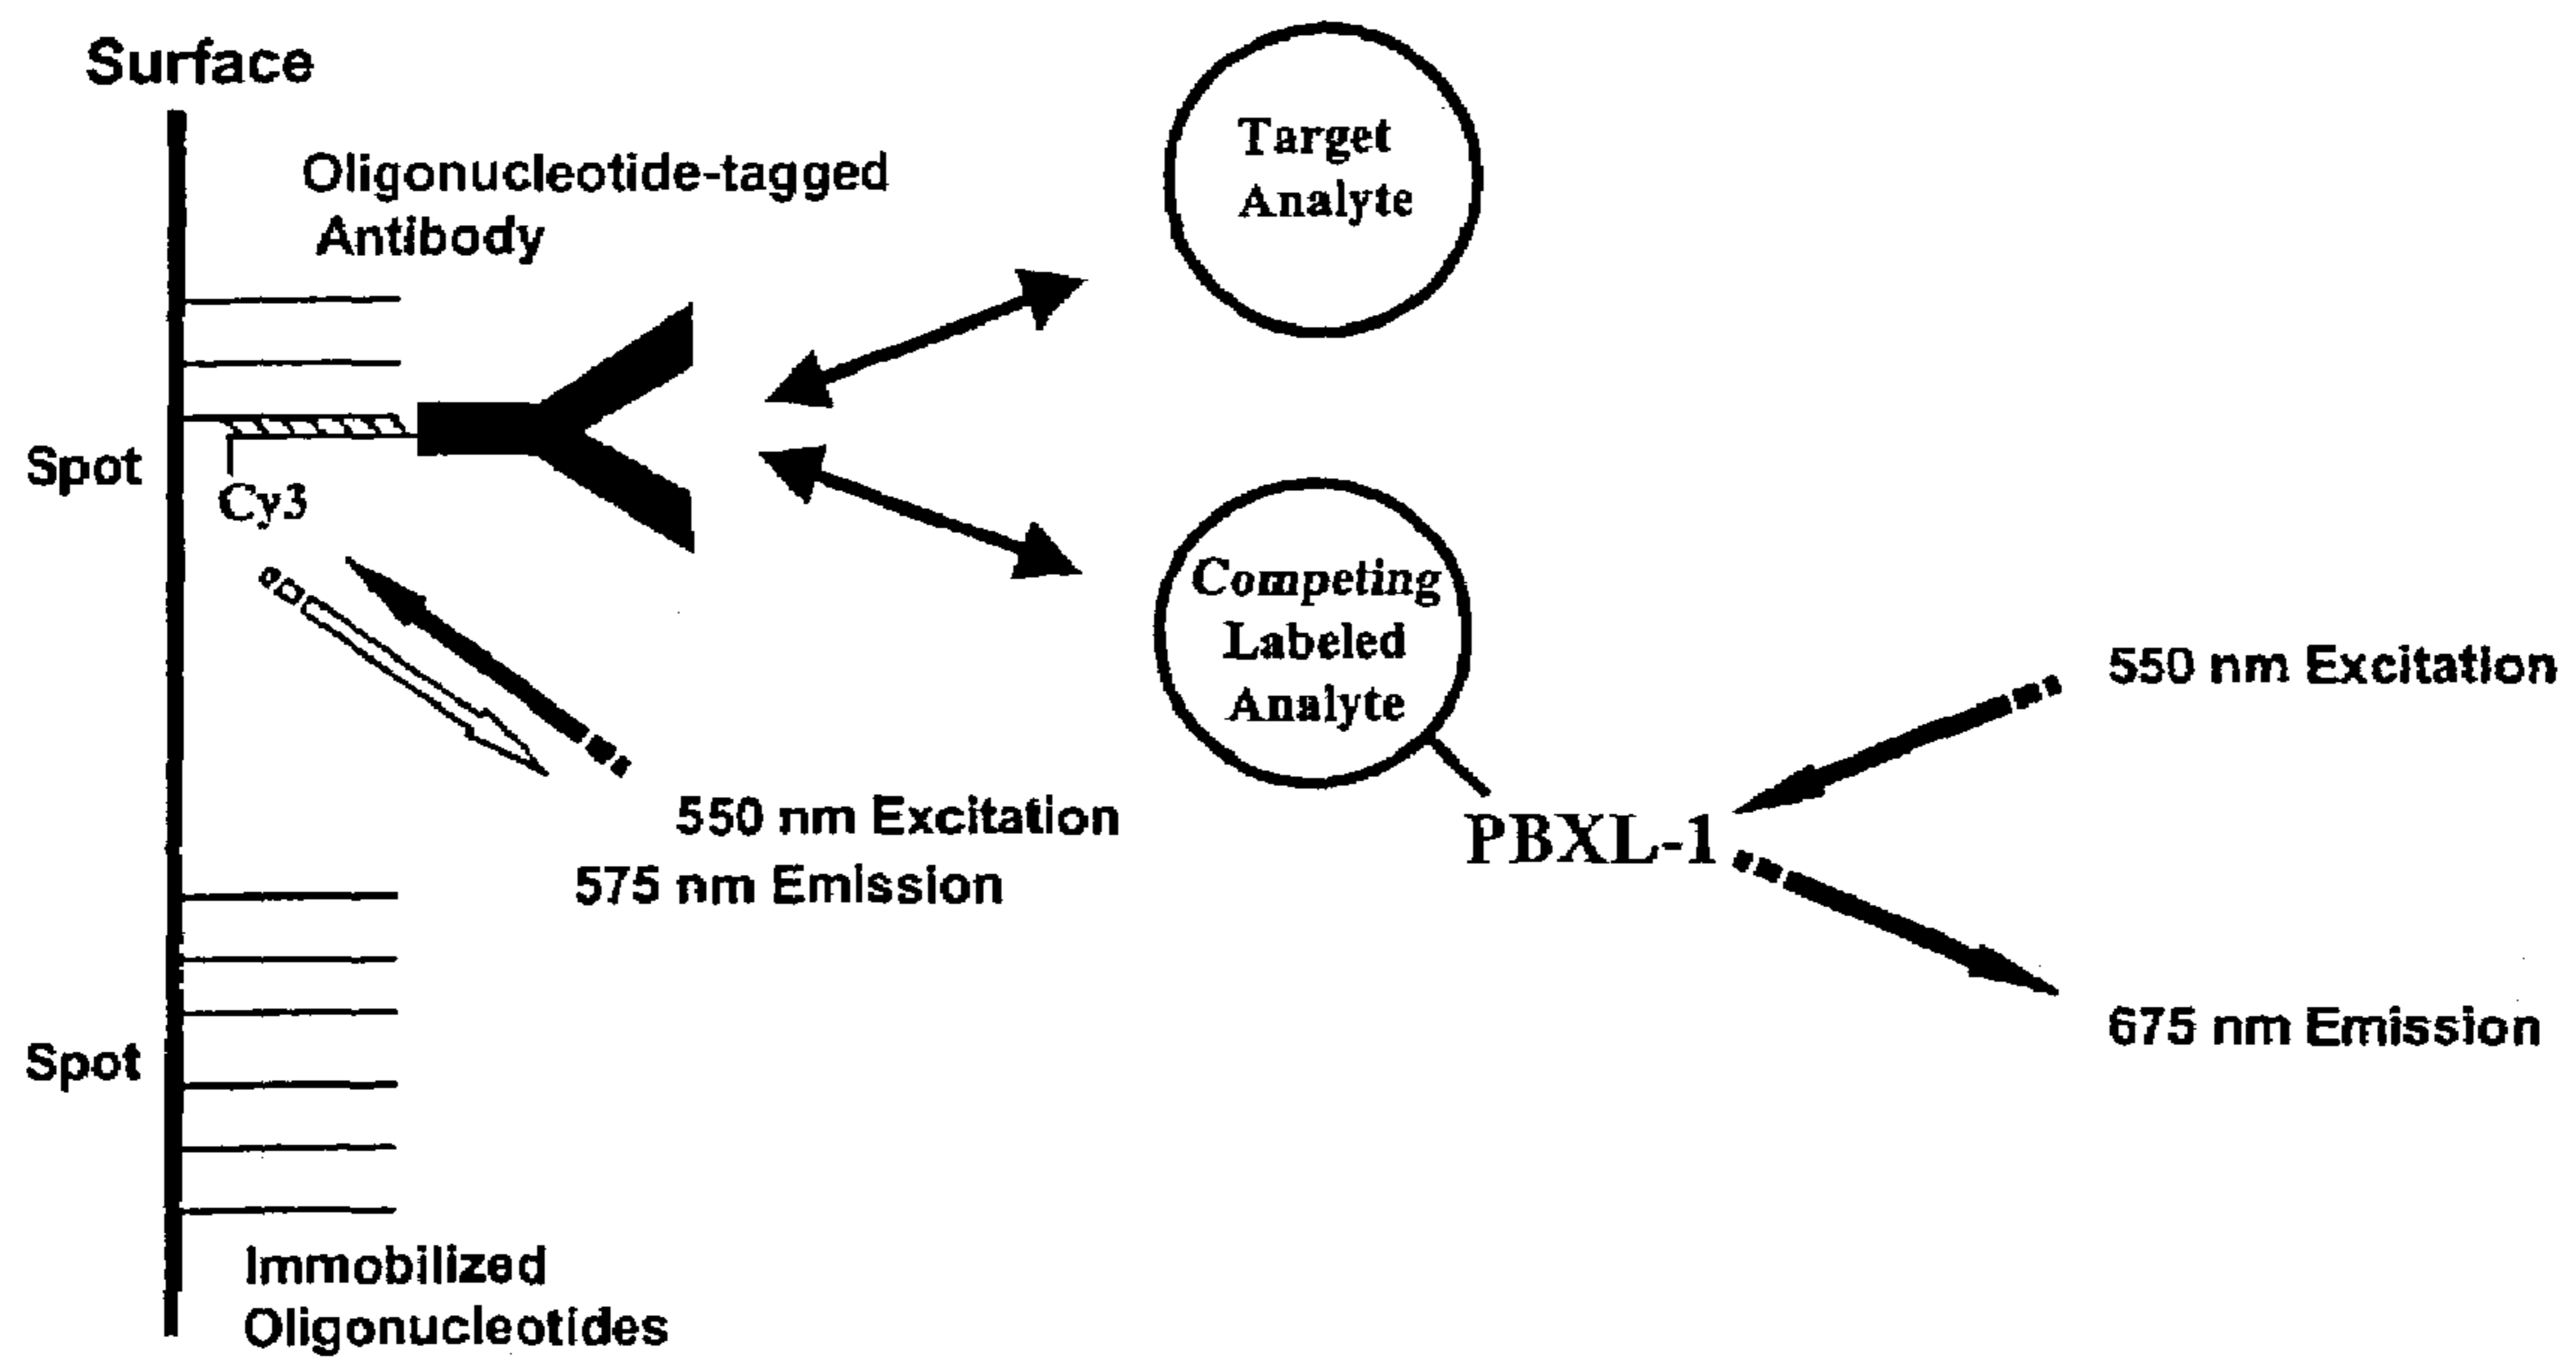 Surface
Oligonucleotide-tagged
Antibody
Spot
Cy3
Target
Analyte
Competing
Labeled
Analyte
PBXL-1
550 nm Excitation
675 nm Emission
550 nm Excitation
575 nm Emission
Spot
Immobilized
Oligonucleotides